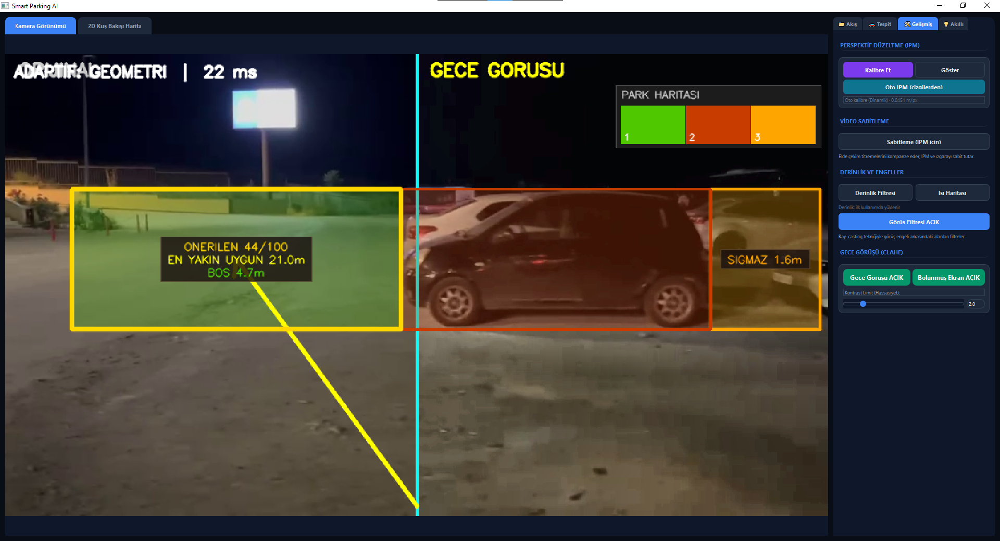 Smart Parking AI
Kamera Görünümü
2D Kuş Bakışı Harita
ADAPTIF: GEOMETRI | 22 ms
GECE GORUSU
PARK HARITASI
1
2
3
ONERILEN 44/100
EN YAKIN UYGUN 21.0m
BOS 4.7m
SIGMAZ 1.6m
Akış
Tespit
Gelişmiş
Akıllı
PERSPEKTİF DÜZELTME (IPM)
Kalibre Et
Göster
Oto IPM (çizgilerden)
Oto kalibre (Dinamik) · 0.0451 m/px
VİDEO SABİTLEME
Sabitleme (IPM için)
Elde çekim titremelerini kompanze eder; IPM ve ızgarayı sabit tutar.
DERİNLİK VE ENGELLER
Derinlik Filtresi
Isı Haritası
Derinlik: ilk kullanımda yüklenir
Görüş Filtresi AÇIK
Ray-casting tekniğiyle görüş engeli arkasındaki alanları filtreler.
GECE GÖRÜŞÜ (CLAHE)
Gece Görüşü AÇIK
Bölünmüş Ekran AÇIK
Kontrast Limit (Hassasiyet):
2.0